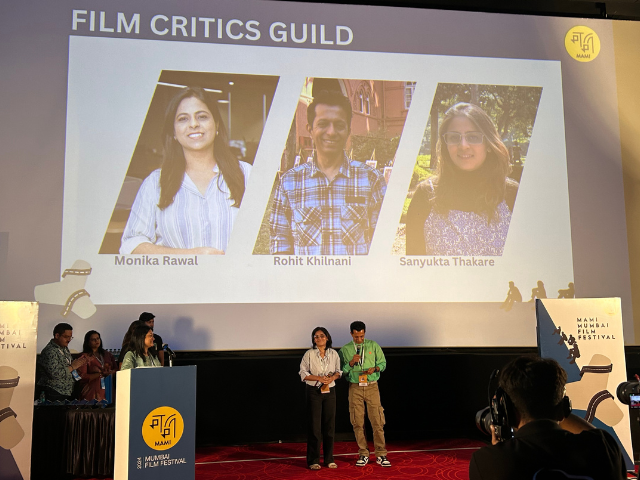 FILM CRITICS GUILD
MAMI
Monika Rawal
Rohit Khilnani
Sanyukta Thakare
MAMI
MUMBAI
FILM
FESTIVAL
MAMI
MUMBAI
FILM
FESTIVAL
MAMI
2024
MUMBAI
FILM FESTIVAL